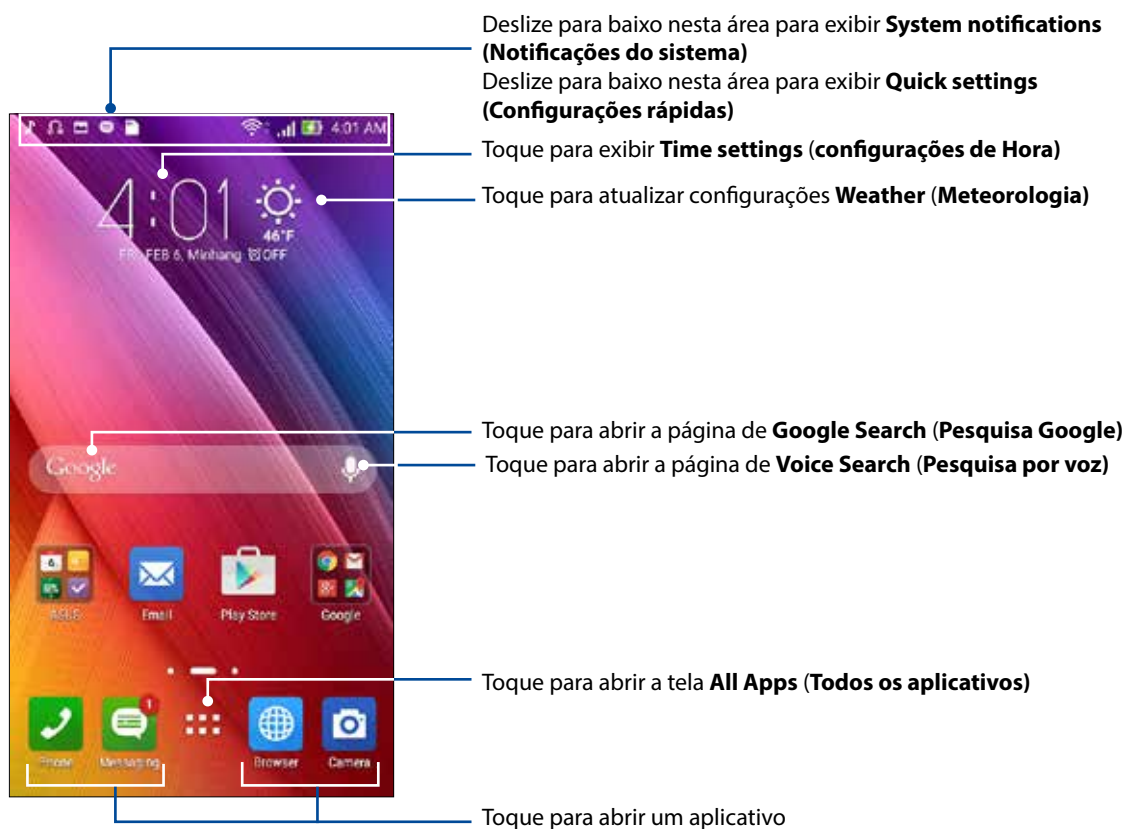 Deslize para baixo nesta área para exibir System notifications
(Notificações do sistema)
Deslize para baixo nesta área para exibir Quick settings
(Configurações rápidas)
4:01 AM
Toque para exibir Time settings (configurações de Hora)
4:01
Toque para atualizar configurações Weather (Meteorologia)
46°F
FRI, FEB 6, Minhang OFF
Toque para abrir a página de Google Search (Pesquisa Google)
Google
Toque para abrir a página de Voice Search (Pesquisa por voz)
6
ASUS
Email
Play Store
Google
Toque para abrir a tela All Apps (Todos os aplicativos)
1
Phone
Messaging
Browser
Camera
Toque para abrir um aplicativo